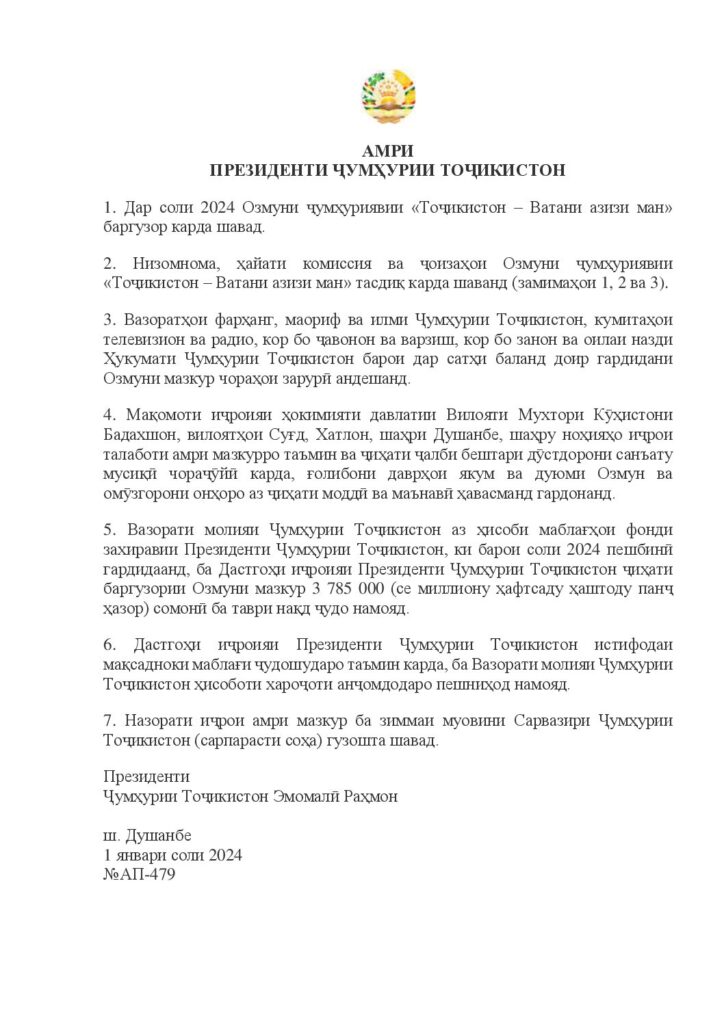 АМРИ
ПРЕЗИДЕНТИ ҶУМҲУРИИ ТОҶИКИСТОН
1. Дар соли 2024 Озмуни ҷумҳуриявии «Тоҷикистон – Ватани азизи ман»
баргузор карда шавад.
2. Низомнома, ҳайати комиссия ва ҷоизаҳои Озмуни ҷумҳуриявии
«Тоҷикистон – Ватани азизи ман» тасдиқ карда шаванд (замимаҳои 1, 2 ва 3).
3. Вазоратҳои фарҳанг, маориф ва илми Ҷумҳурии Тоҷикистон, кумитаҳои
телевизион ва радио, кор бо ҷавонон ва варзиш, кор бо занон ва оилаи назди
Ҳукумати Ҷумҳурии Тоҷикистон барои дар сатҳи баланд доир гардидани
Озмуни мазкур чораҳои зарурӣ андешанд.
4. Мақомоти иҷроияи ҳокимияти давлатии Вилояти Мухтори Кӯҳистони
Бадахшон, вилоятҳои Суғд, Хатлон, шаҳри Душанбе, шаҳру ноҳияҳо иҷрои
талаботи амри мазкурро таъмин ва ҷиҳати ҷалби бештари дӯстдорони санъату
мусиқӣ чораҷӯйӣ карда, ғолибони даврҳои якум ва дуюми Озмун ва
омӯзгорони онҳоро аз ҷиҳати моддӣ ва маънавӣ ҳавасманд гардонанд.
5. Вазорати молияи Ҷумҳурии Тоҷикистон аз ҳисоби маблағҳои фонди
захиравии Президенти Ҷумҳурии Тоҷикистон, ки барои соли 2024 пешбинӣ
гардидаанд, ба Дастгоҳи иҷроияи Президенти Ҷумҳурии Тоҷикистон ҷиҳати
баргузории Озмуни мазкур 3 785 000 (се миллиону ҳафтсаду ҳаштоду панҷ
ҳазор) сомонӣ ба таври нақд ҷудо намояд.
6. Дастгоҳи иҷроияи Президенти Ҷумҳурии Тоҷикистон истифодаи
мақсадноки маблағи ҷудошударо таъмин карда, ба Вазорати молияи Ҷумҳурии
Тоҷикистон ҳисоботи хароҷоти анҷомдодаро пешниҳод намояд.
7. Назорати иҷрои амри мазкур ба зиммаи муовини Сарвазири Ҷумҳурии
Тоҷикистон (сарпарасти соҳа) гузошта шавад.
Президенти
Ҷумҳурии Тоҷикистон Эмомалӣ Раҳмон
ш. Душанбе
1 январи соли 2024
№АП-479